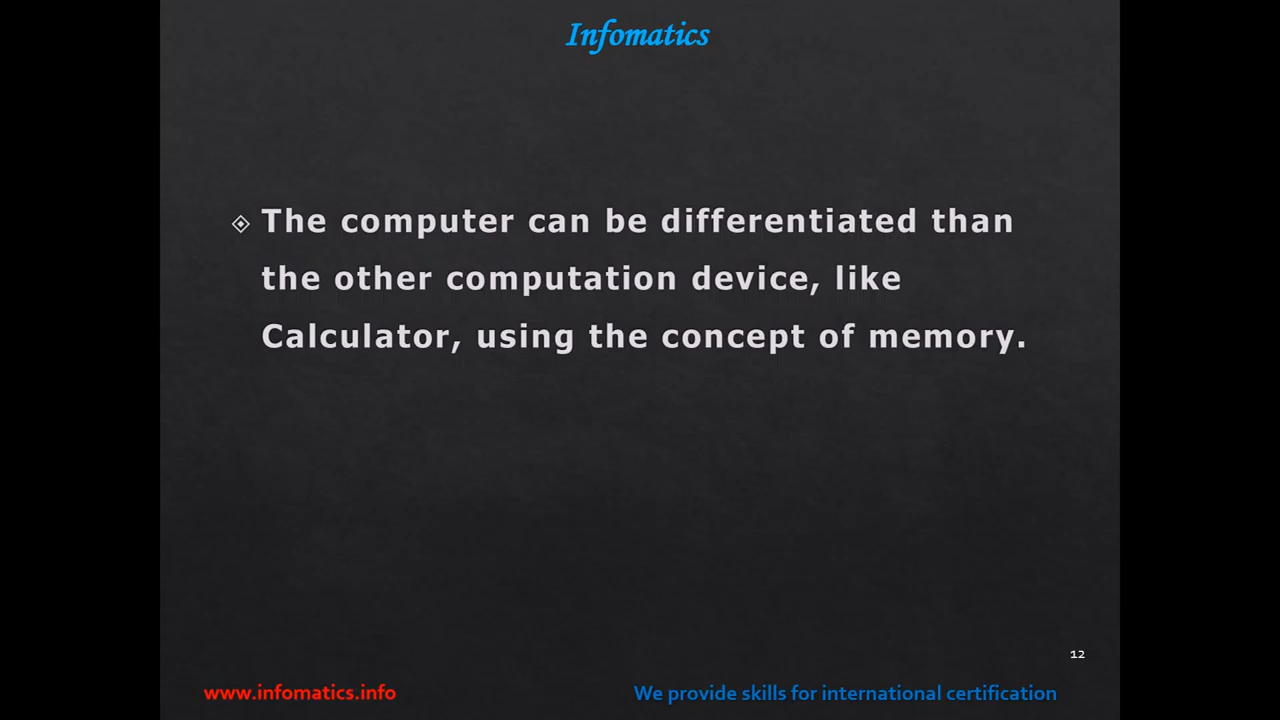 Infomatics
The computer can be differentiated than
the other computation device, like
Calculator, using the concept of memory.
12
www.infomatics.info
We provide skills for international certification